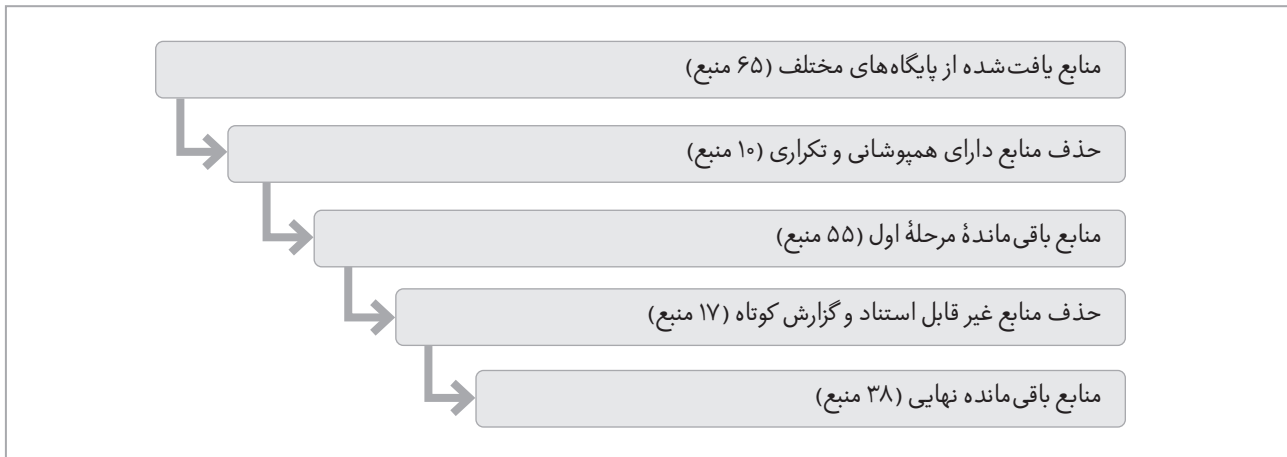 منابع یافت‌شده از پایگاه‌های مختلف (۶۵ منبع)
حذف منابع دارای همپوشانی و تکراری (۱۰ منبع)
منابع باقی‌ماندهٔ مرحلهٔ اول (۵۵ منبع)
حذف منابع غیر قابل استناد و گزارش کوتاه (۱۷ منبع)
منابع باقی‌مانده نهایی (۳۸ منبع)